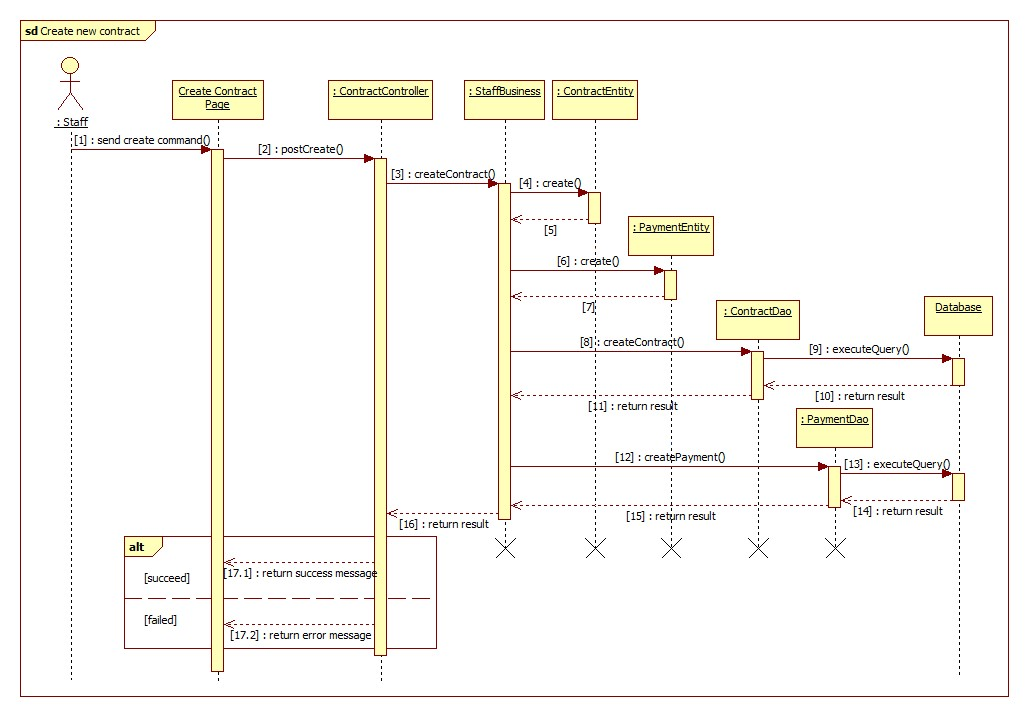 sd Create new contract
: Staff
Create Contract
Page
: ContractController
: StaffBusiness
: ContractEntity
[1] : send create command()
[2] : postCreate()
[3] : createContract()
[4] : create()
[5]
: PaymentEntity
[6] : create()
[7]
: ContractDao
Database
[8] : createContract()
[9] : executeQuery()
[10] : return result
[11] : return result
: PaymentDao
[12] : createPayment()
[13] : executeQuery()
[14] : return result
[15] : return result
[16] : return result
alt
[succeed]
[17.1] : return success message
[failed]
[17.2] : return error message